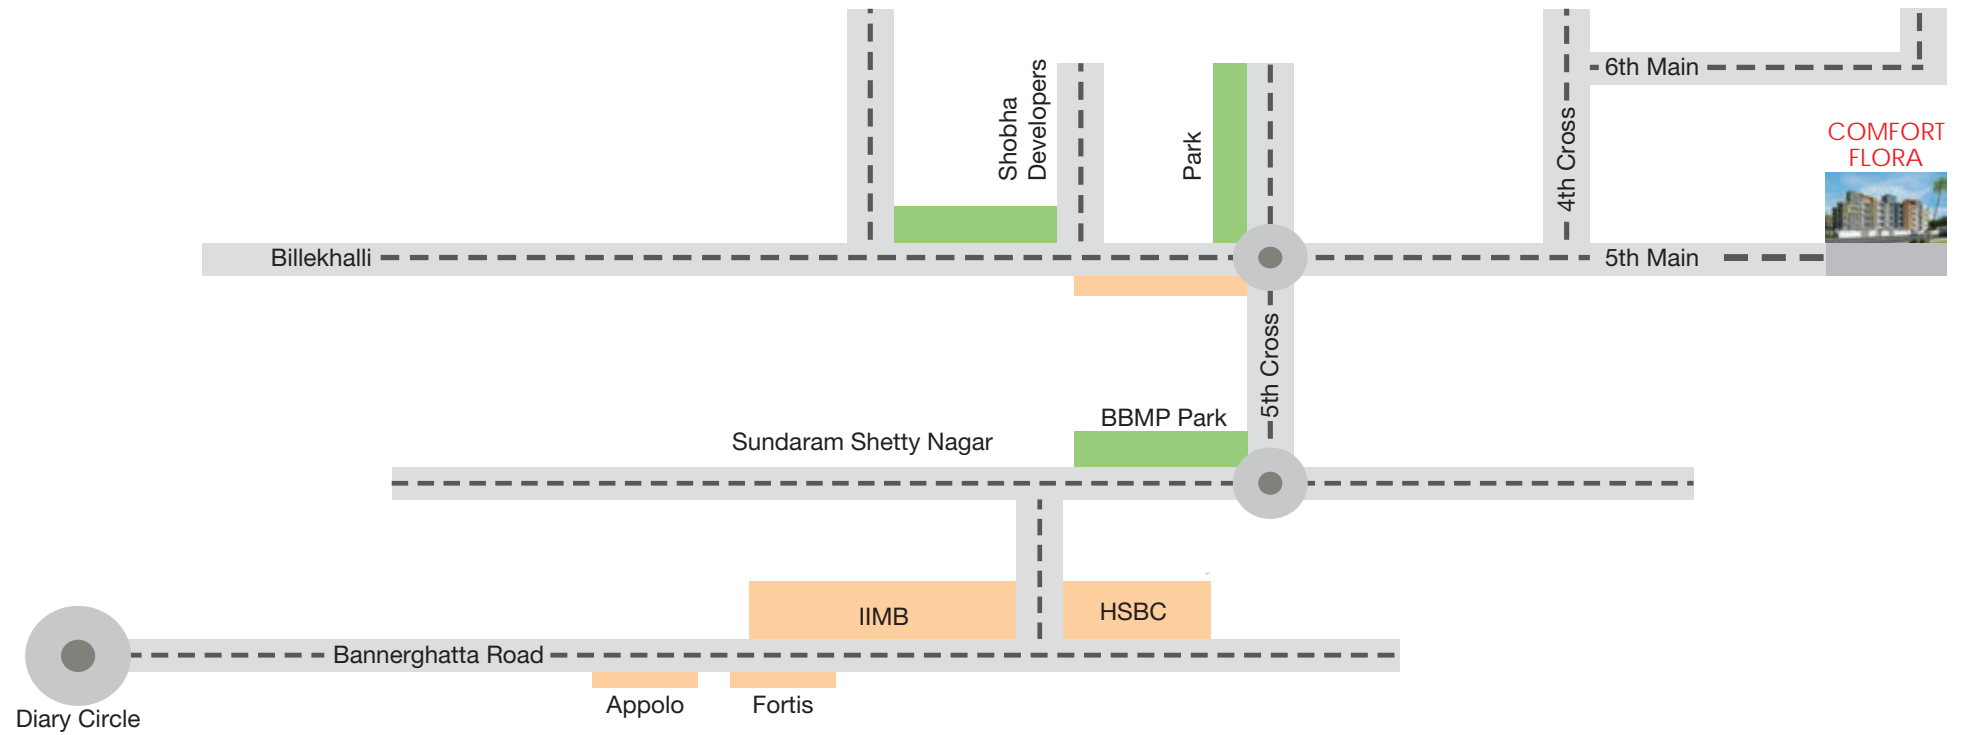 6th Main
Shobha
Developers
Park
4th Cross
COMFORT
FLORA
Billekhalli
5th Main
5th Cross
BBMP Park
Sundaram Shetty Nagar
IIMB
HSBC
Bannerghatta Road
Appolo
Fortis
Diary Circle